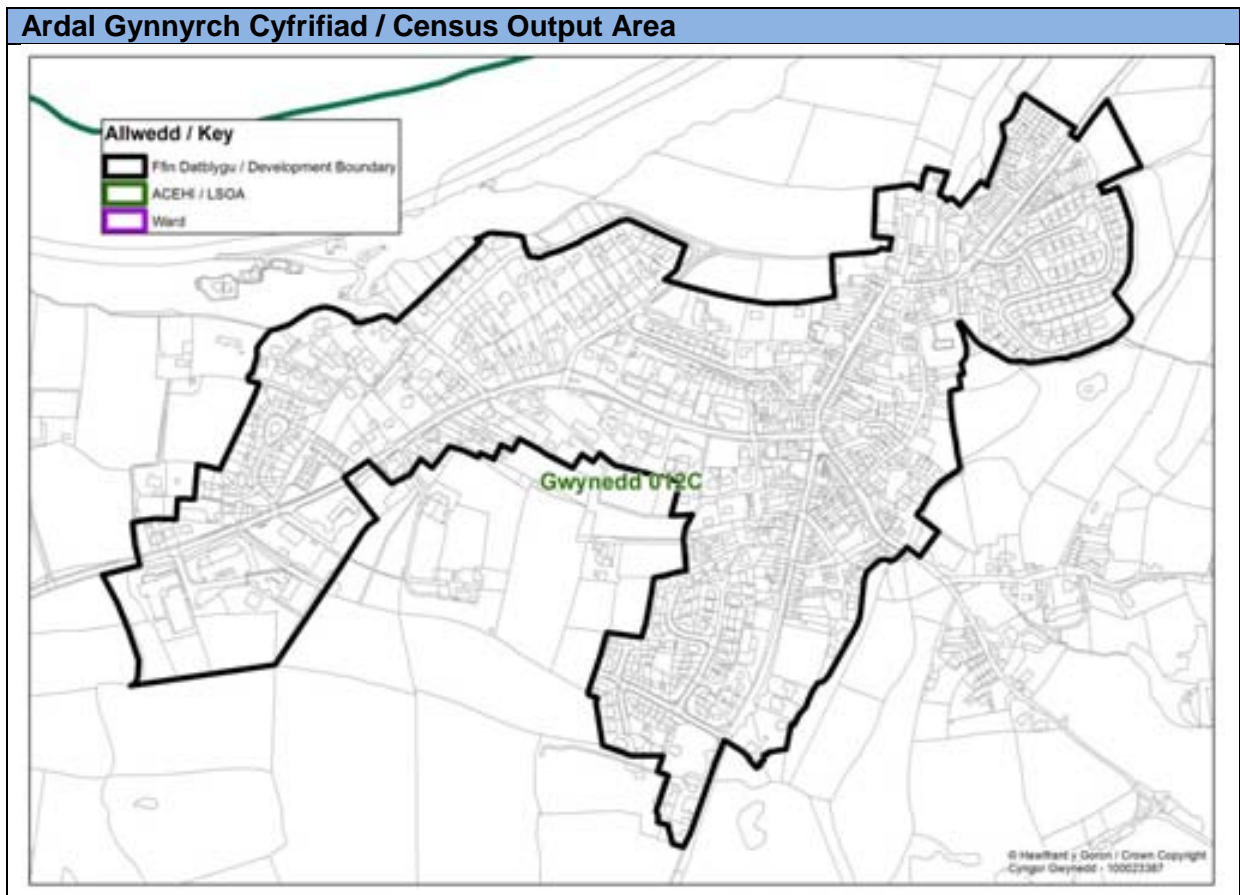 Ardal Gynnyrch Cyfrifiad / Census Output Area
Allwedd / Key
Ffin Datblygu / Development Boundary
ACEHI / LSOA
Ward
Gwynedd 012C
© Hawlfraint y Goron / Crown Copyright
Cyngor Gwynedd - 100023387